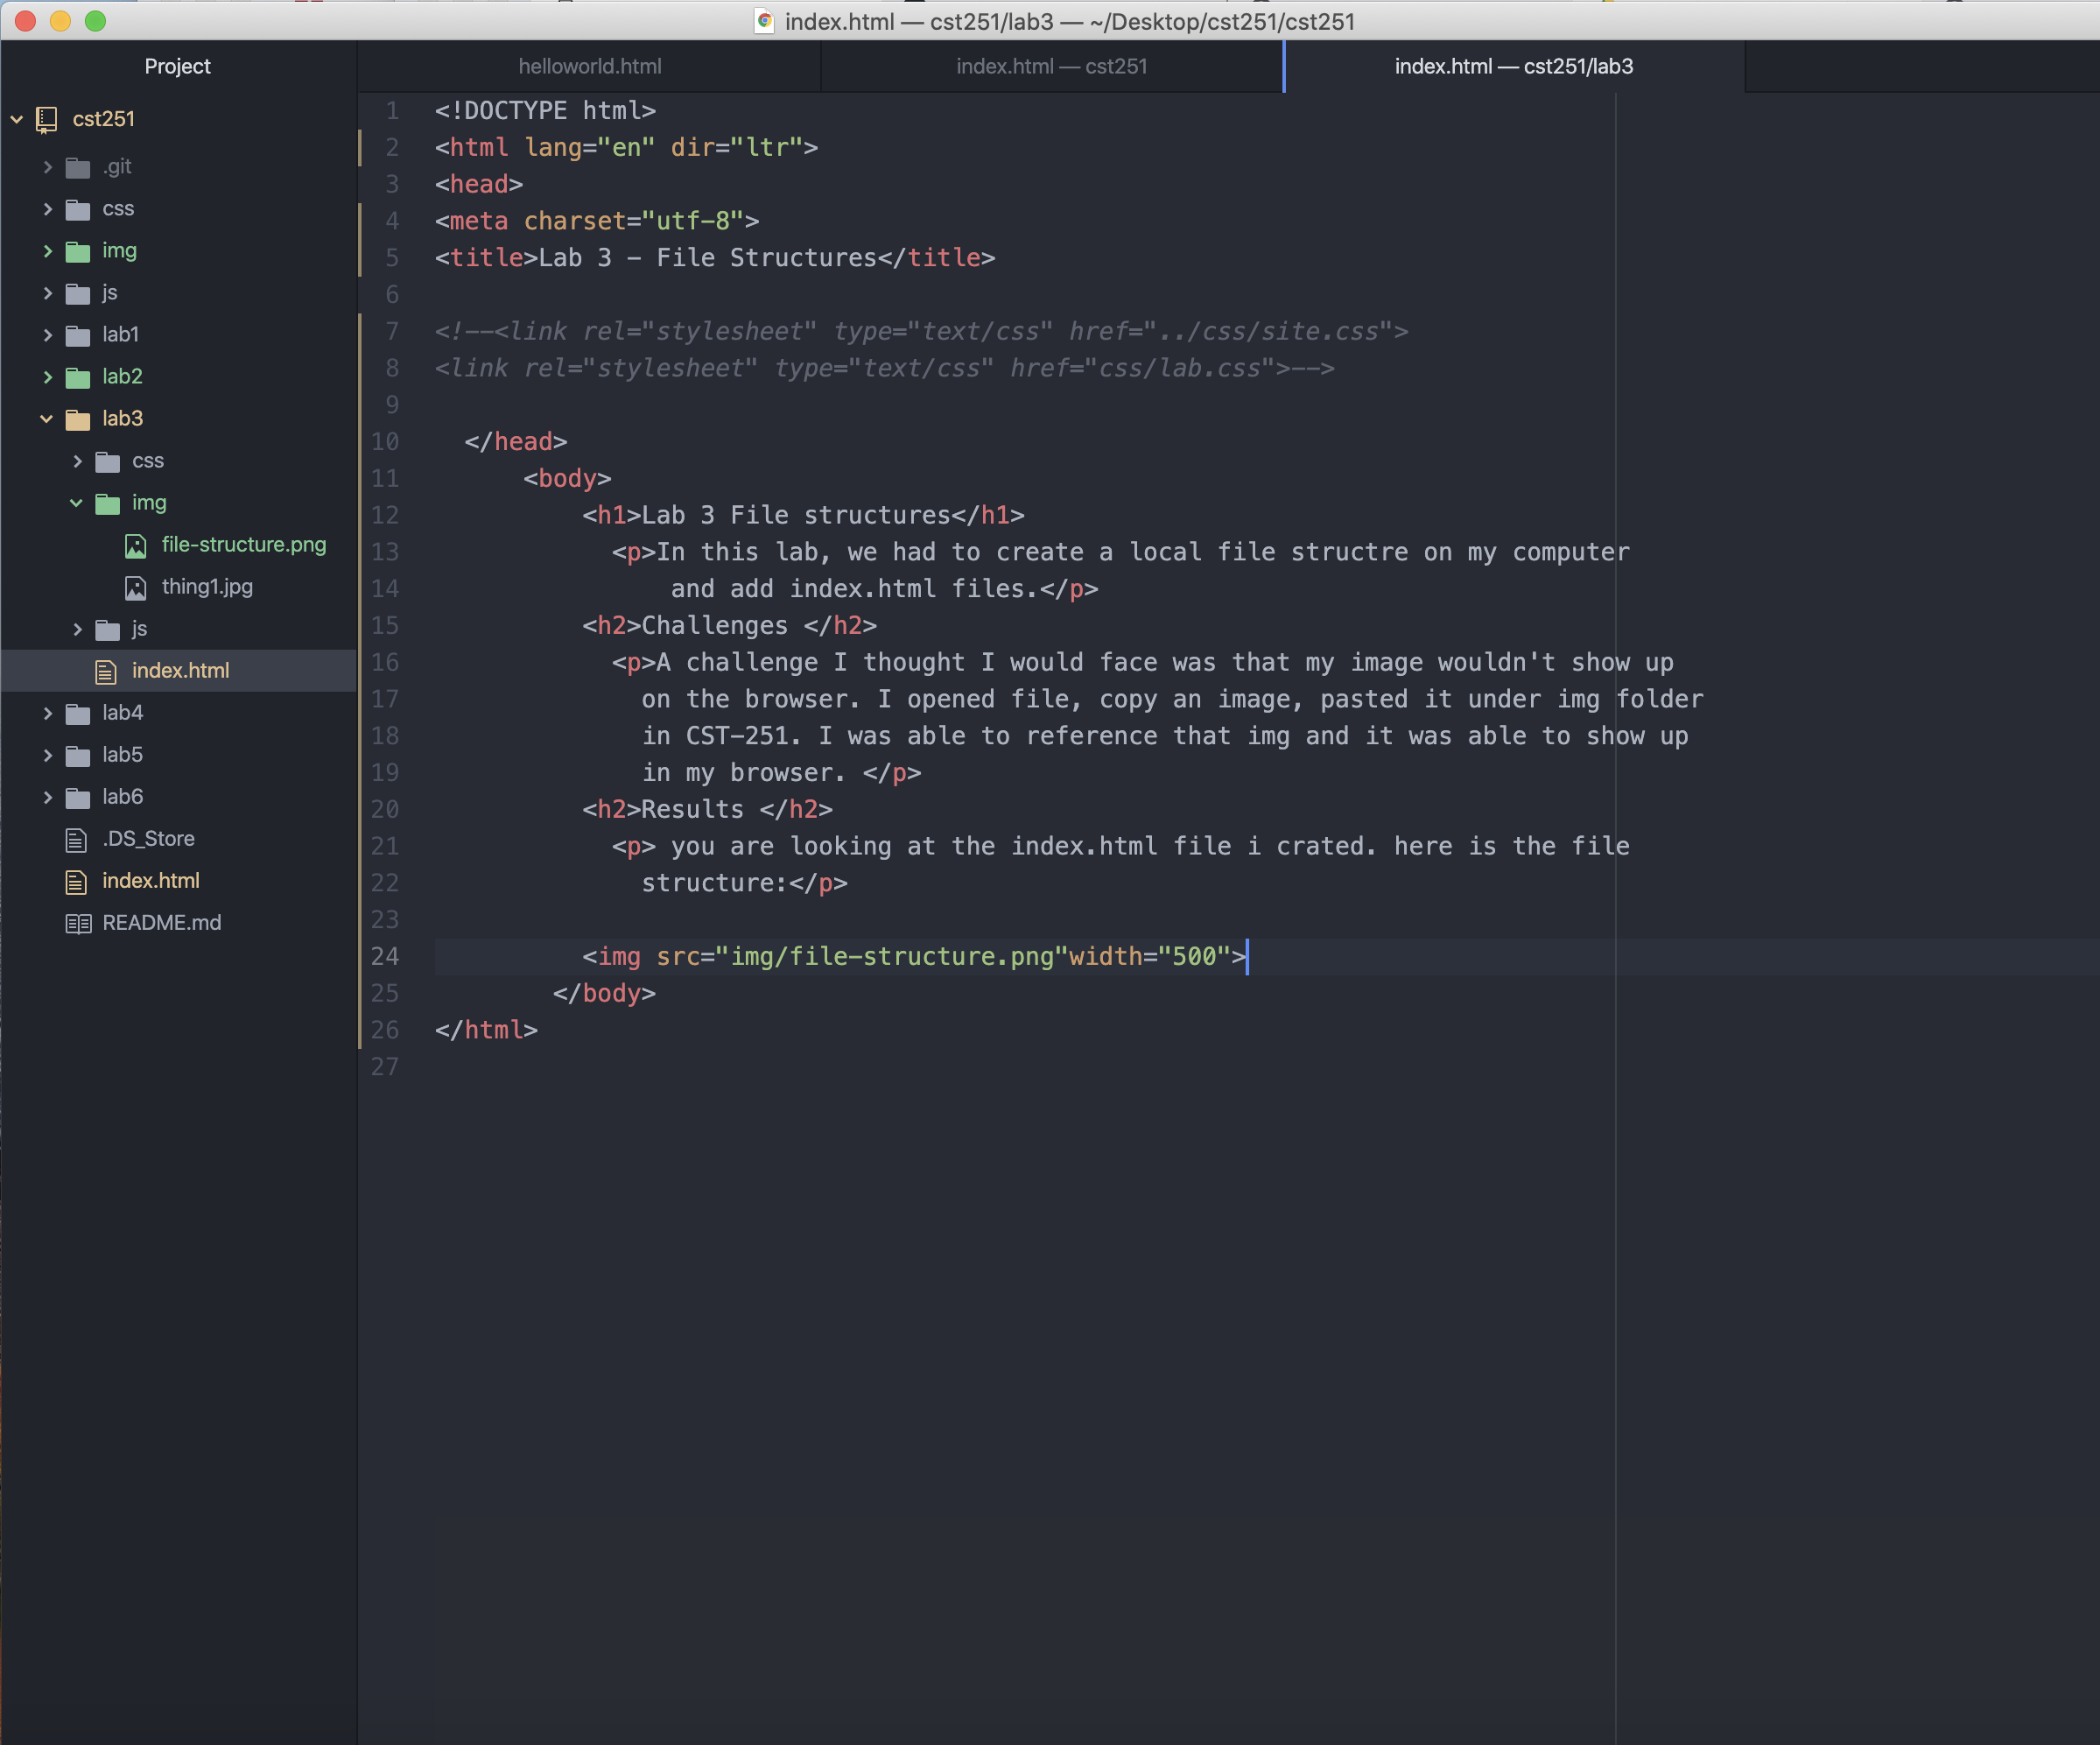 index.html — cst251/lab3 — ~/Desktop/cst251/cst251
Project
helloworld.html
index.html — cst251
index.html — cst251/lab3
cst251
.git
css
img
js
lab1
lab2
lab3
css
img
file-structure.png
thing1.jpg
js
index.html
lab4
lab5
lab6
.DS_Store
index.html
README.md
1 <!DOCTYPE html>
2 <html lang="en" dir="ltr">
3 <head>
4 <meta charset="utf-8">
5 <title>Lab 3 - File Structures</title>
6
7 <!--<link rel="stylesheet" type="text/css" href="../css/site.css">
8 <link rel="stylesheet" type="text/css" href="css/lab.css">-->
9
10 </head>
11 <body>
12 <h1>Lab 3 File structures</h1>
13 <p>In this lab, we had to create a local file structre on my computer
14 and add index.html files.</p>
15 <h2>Challenges </h2>
16 <p>A challenge I thought I would face was that my image wouldn't show up
17 on the browser. I opened file, copy an image, pasted it under img folder
18 in CST-251. I was able to reference that img and it was able to show up
19 in my browser. </p>
20 <h2>Results </h2>
21 <p> you are looking at the index.html file i crated. here is the file
22 structure:</p>
23
24 <img src="img/file-structure.png"width="500">
25 </body>
26 </html>
27